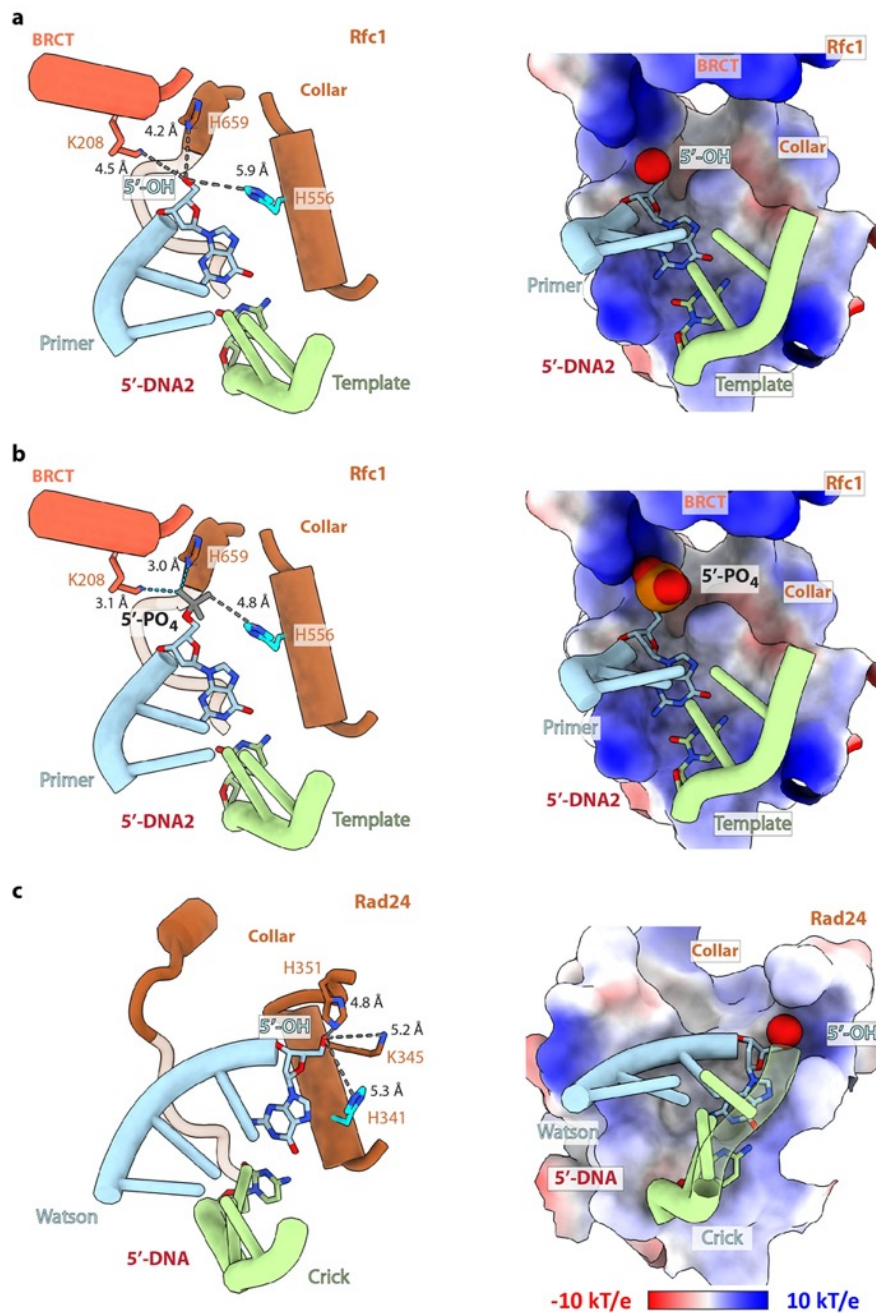 a
BRCT
Rfc1
Collar
K208
4.2 Å
H659
4.5 Å
5′-OH
5.9 Å
H556
Primer
5′-DNA2
Template
Rfc1
BRCT
5′-OH
Collar
Primer
5′-DNA2
Template
b
BRCT
Rfc1
Collar
K208
3.0 Å
H659
3.1 Å
5′-PO₄
4.8 Å
H556
Primer
5′-DNA2
Template
Rfc1
BRCT
5′-PO₄
Collar
Primer
5′-DNA2
Template
c
Rad24
Collar
H351
4.8 Å
5′-OH
5.2 Å
K345
5.3 Å
H341
Watson
5′-DNA
Crick
Rad24
Collar
5′-OH
Watson
5′-DNA
Crick
-10 kT/e
10 kT/e